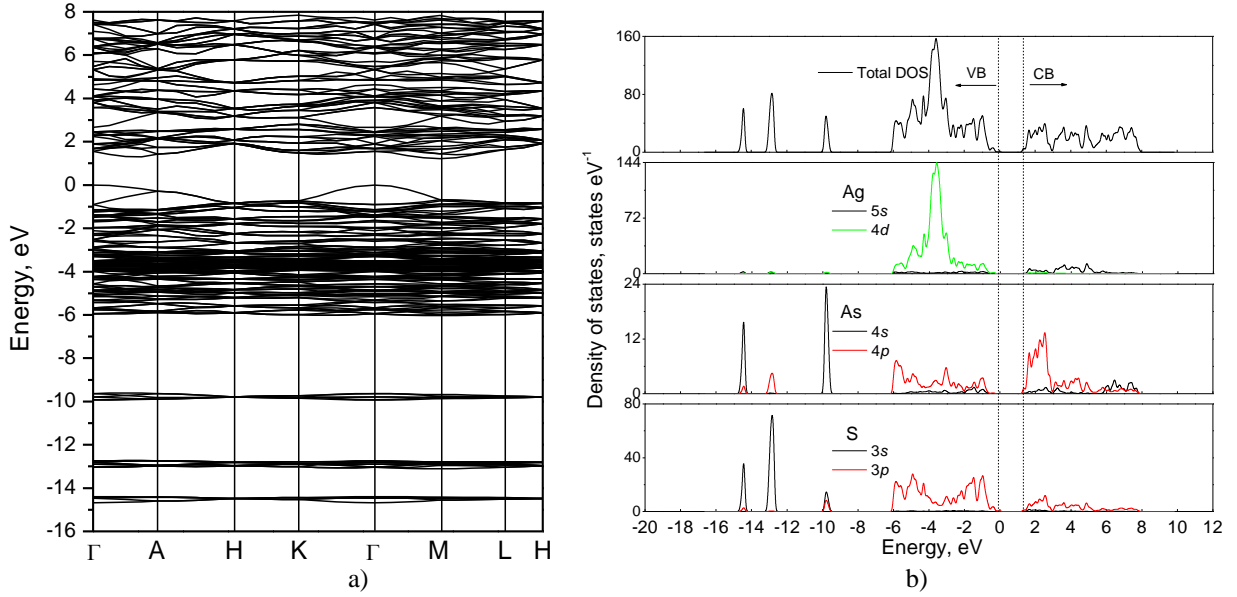 8
6
4
2
0
-2
-4
-6
-8
-10
-12
-14
-16
Energy, eV
Γ A H K Γ M L H
a)
Density of states, states eV⁻¹
160
80
0
Total DOS
VB
CB
144
72
0
Ag
5s
4d
24
12
0
As
4s
4p
80
40
0
S
3s
3p
-20 -18 -16 -14 -12 -10 -8 -6 -4 -2 0 2 4 6 8 10 12
Energy, eV
b)